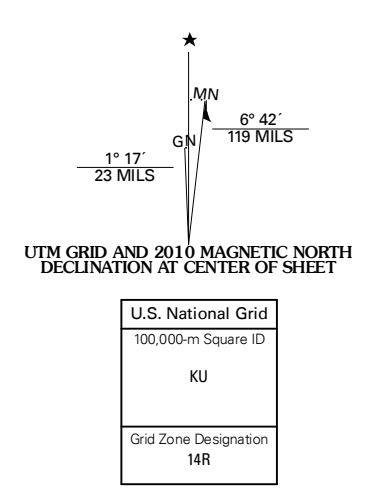 MN
6° 42´
119 MILS
GN
1° 17´
23 MILS
UTM GRID AND 2010 MAGNETIC NORTH
DECLINATION AT CENTER OF SHEET
U.S. National Grid
100,000-m Square ID
KU
Grid Zone Designation
14R